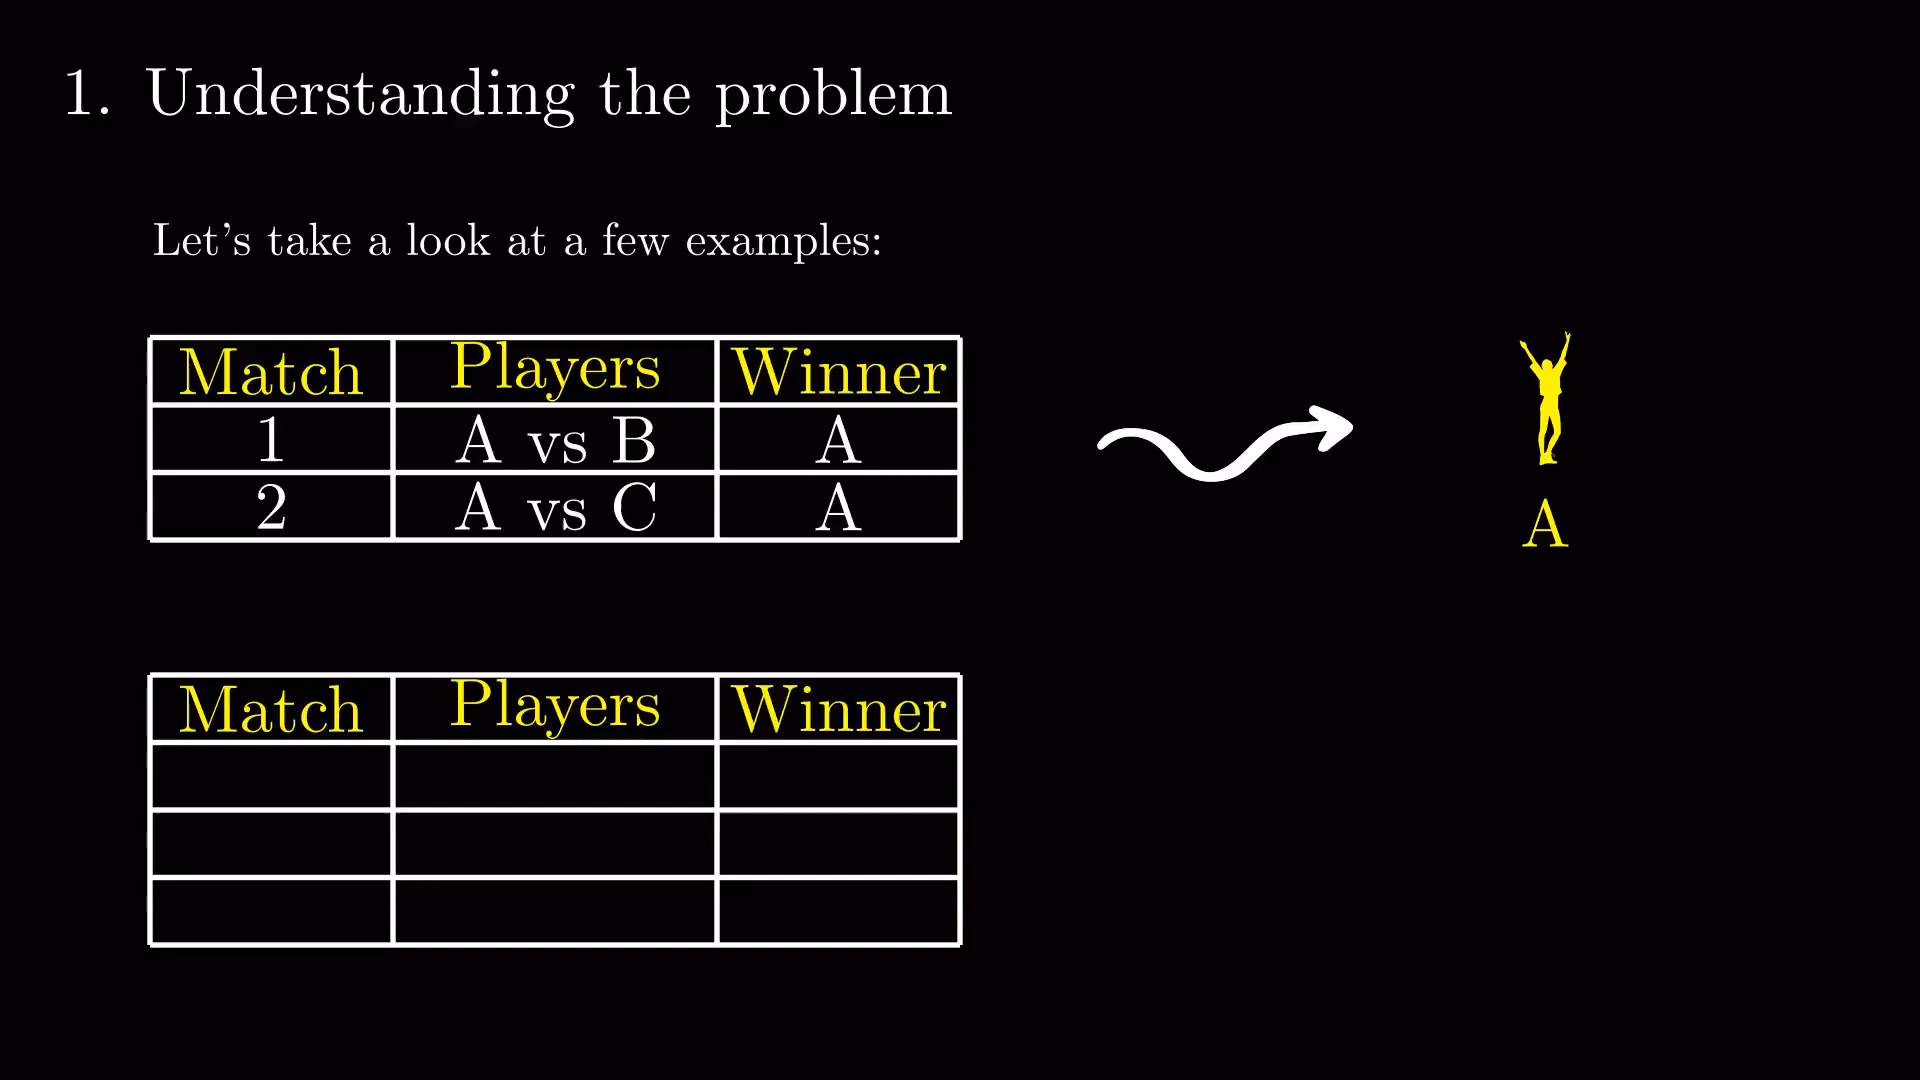 1. Understanding the problem
Let's take a look at a few examples:
Match Players Winner
1 A vs B A
2 A vs C A
A
Match Players Winner